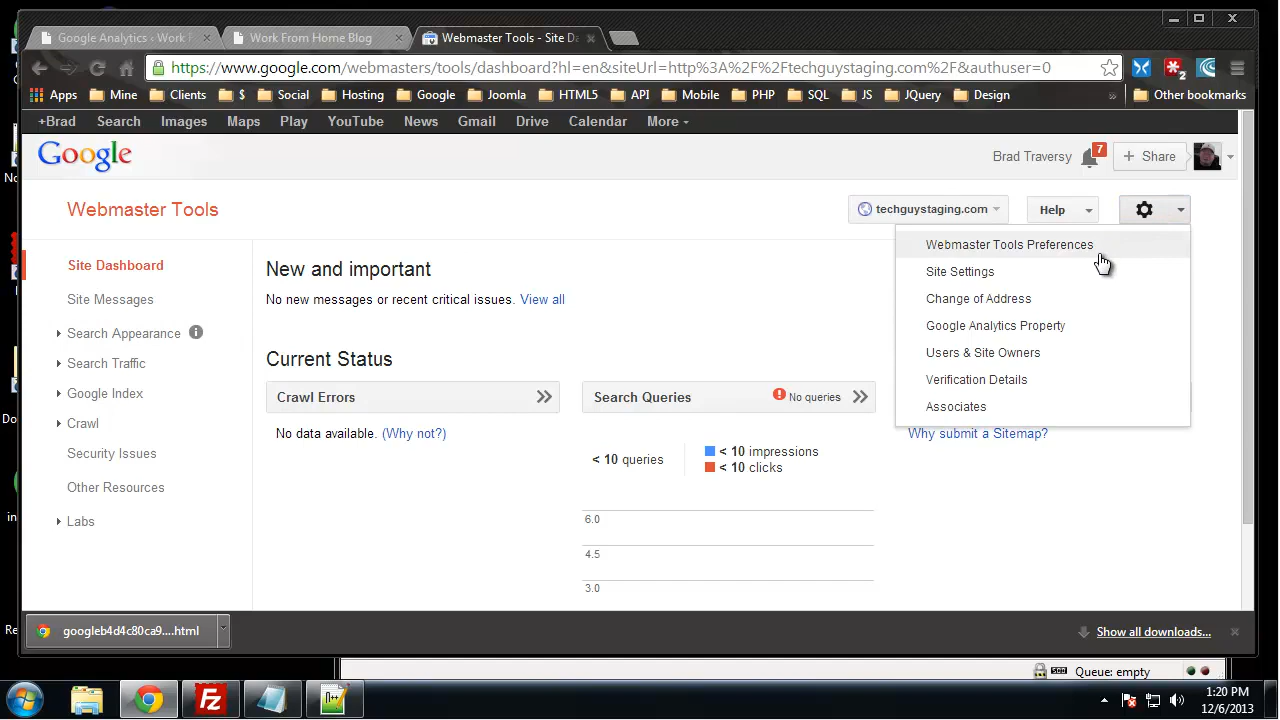 Google Analytics ‹ Work F
Work From Home Blog
Webmaster Tools - Site Da
https://www.google.com/webmasters/tools/dashboard?hl=en&siteUrl=http%3A%2F%2Ftechguystaging.com%2F&authuser=0
2
Apps Mine Clients $ Social Hosting Google Joomla HTML5 API Mobile PHP SQL JS JQuery Design » Other bookmarks
+Brad Search Images Maps Play YouTube News Gmail Drive Calendar More
Google
Brad Traversy 7 + Share
Webmaster Tools
techguystaging.com Help
Webmaster Tools Preferences
Site Settings
Change of Address
Google Analytics Property
Users & Site Owners
Verification Details
Associates
Site Dashboard
Site Messages
Search Appearance
Search Traffic
Google Index
Crawl
Security Issues
Other Resources
Labs
New and important
No new messages or recent critical issues. View all
Current Status
Crawl Errors
No data available. (Why not?)
Search Queries
No queries
< 10 queries
< 10 impressions
< 10 clicks
6.0
4.5
3.0
Why submit a Sitemap?
googleb4d4c80ca9....html
Show all downloads...
Queue: empty
1:20 PM
12/6/2013